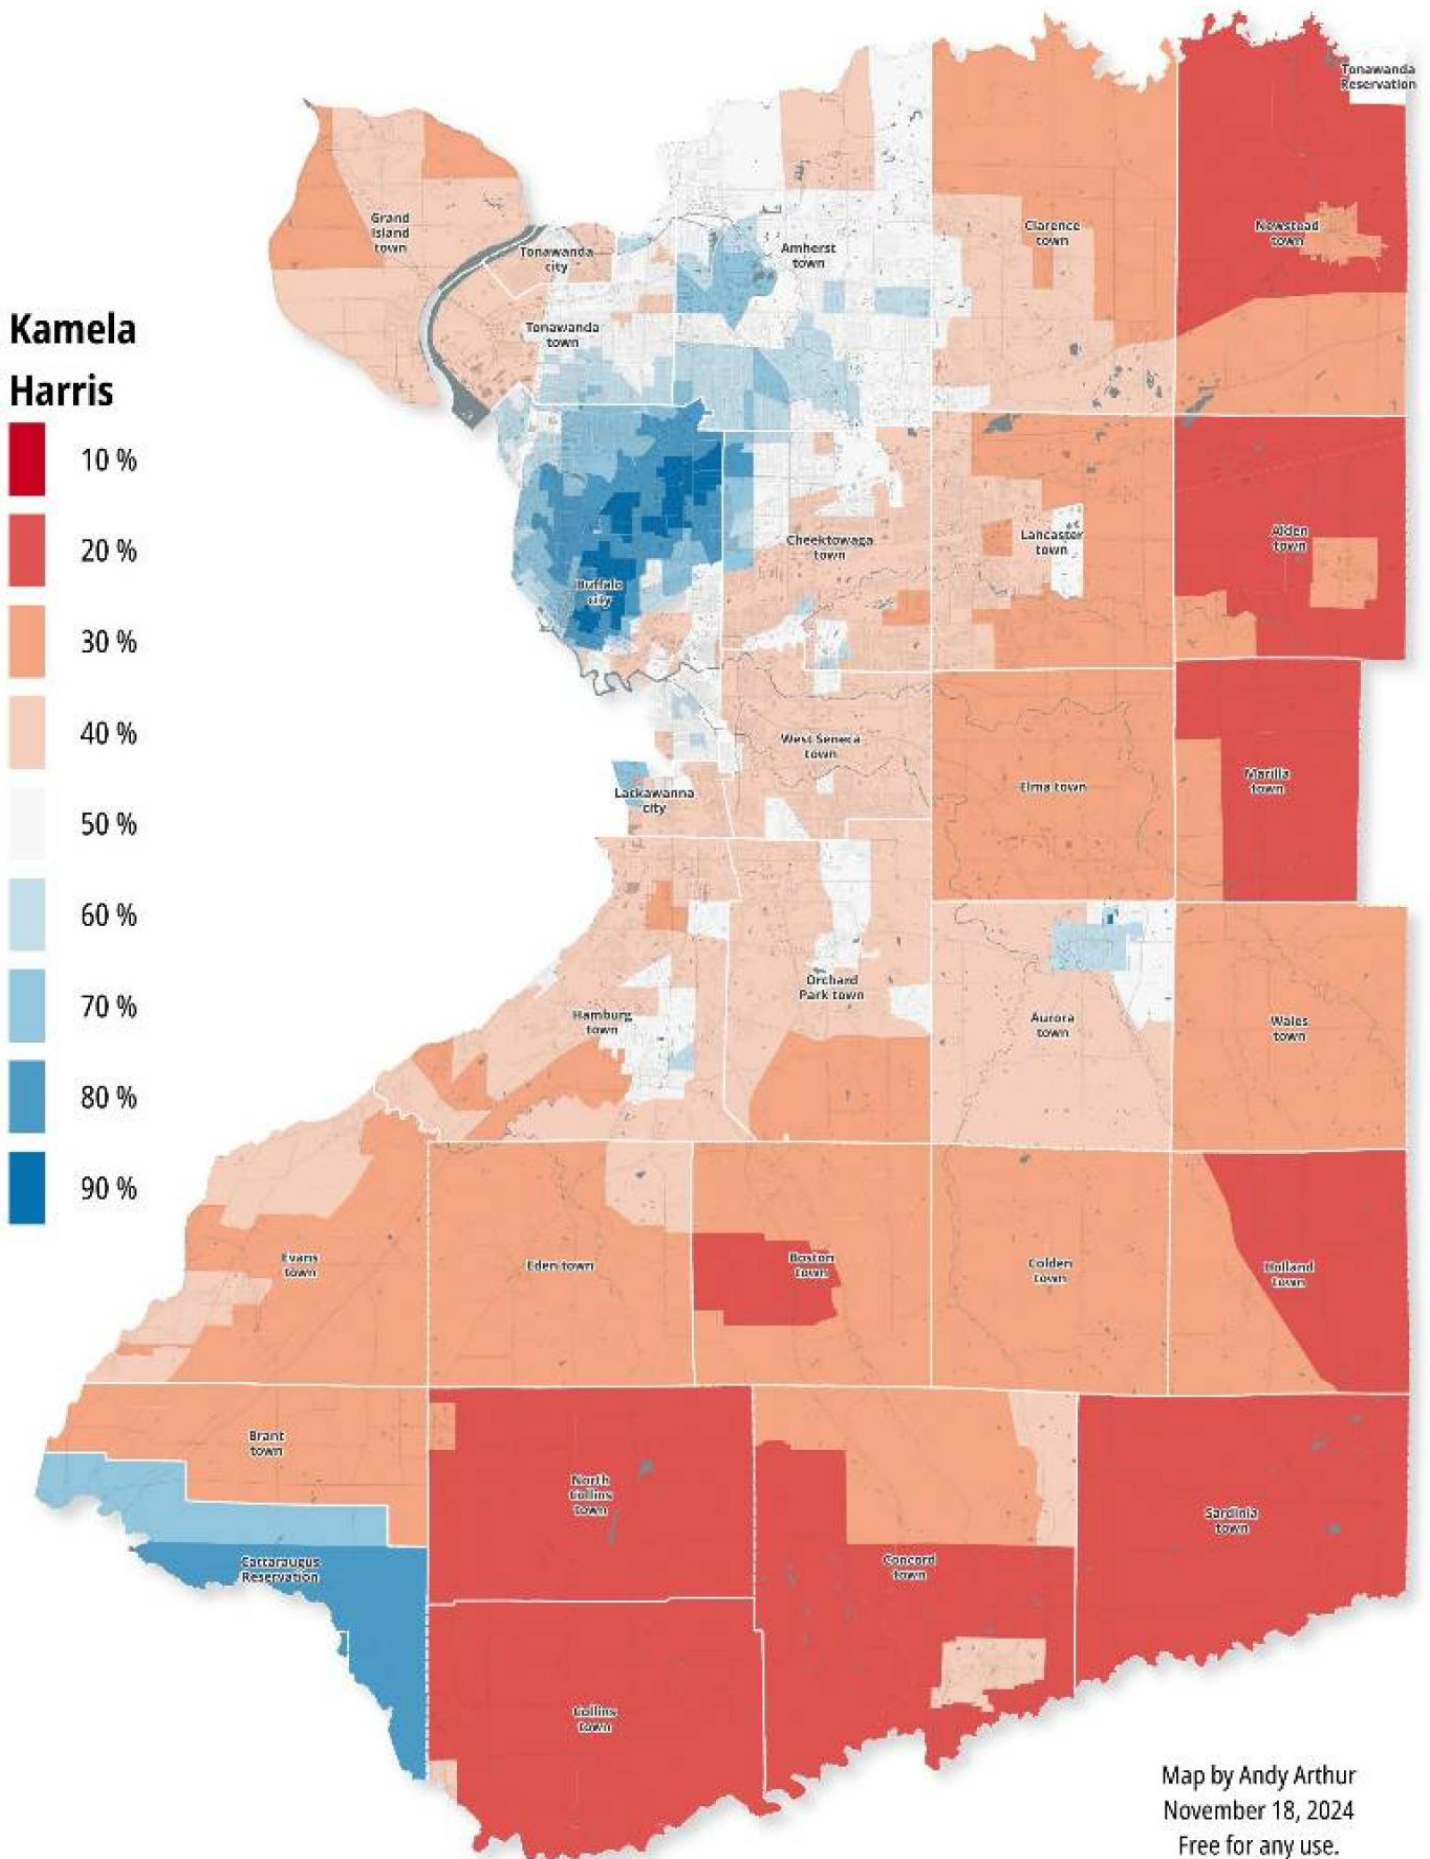 Kamela
Harris
10 %
20 %
30 %
40 %
50 %
60 %
70 %
80 %
90 %
Tonawanda
Reservation
Grand
Island
town
Tonawanda
city
Amherst
town
Clarence
town
Newstead
town
Tonawanda
town
Cheektowaga
town
Lancaster
town
Alden
town
Buffalo
city
West Seneca
town
Elma town
Marilla
town
Lackawanna
city
Orchard
Park town
Hamburg
town
Aurora
town
Wales
town
Evans
town
Eden town
Boston
town
Colden
town
Holland
town
Brant
town
North
Collins
town
Sardinia
town
Cattaraugus
Reservation
Concord
town
Collins
town
Map by Andy Arthur
November 18, 2024
Free for any use.